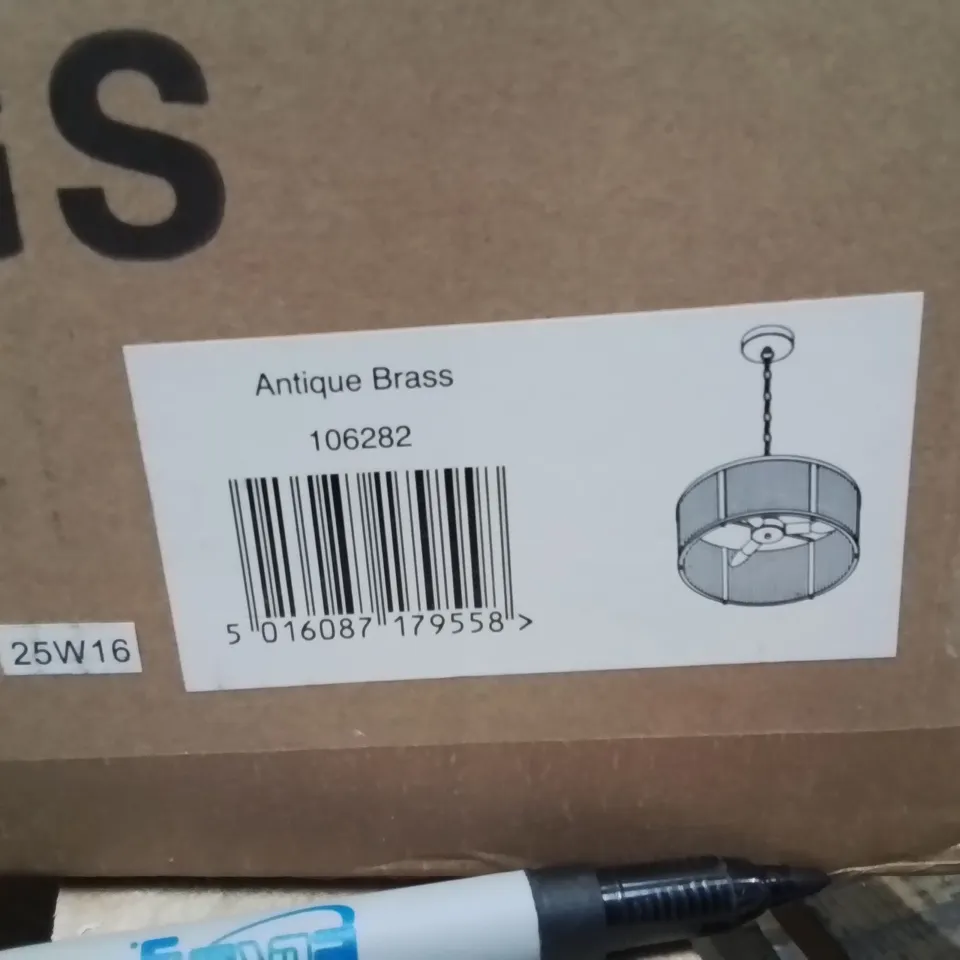 S
Antique Brass
106282
5 016087 179558 >
25W16